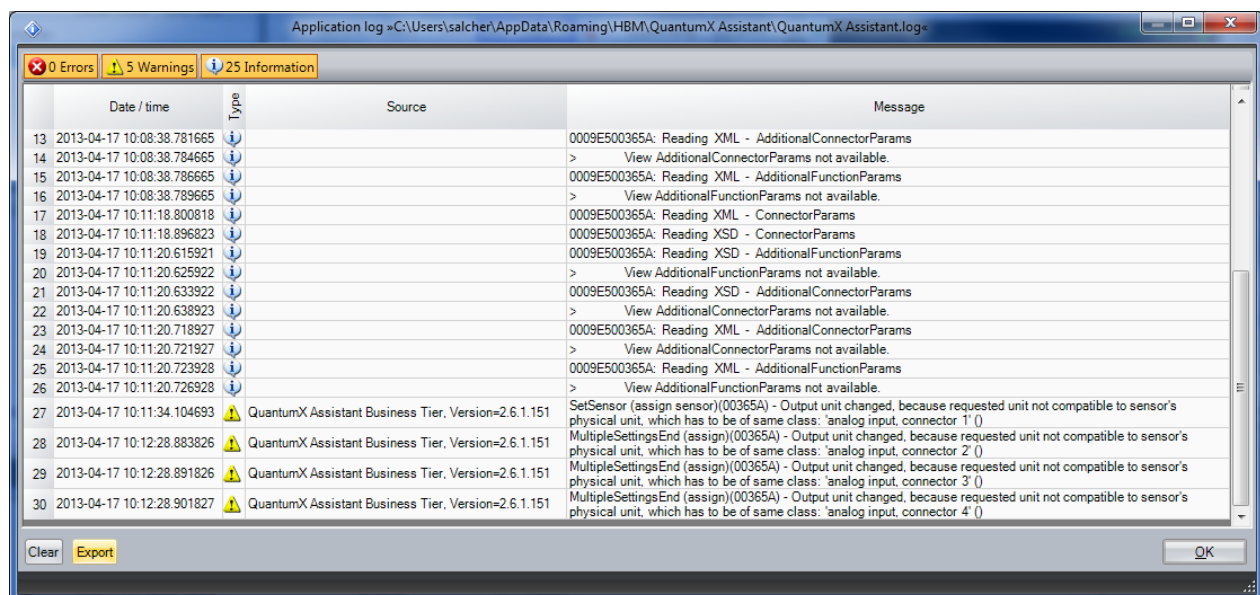 Application log »C:\Users\salcher\AppData\Roaming\HBM\QuantumX Assistant\QuantumX Assistant.log«
0 Errors 5 Warnings 25 Information
Date / time Type Source Message
13 2013-04-17 10:08:38.781665 0009E500365A: Reading XML - AdditionalConnectorParams
14 2013-04-17 10:08:38.784665 > View AdditionalConnectorParams not available.
15 2013-04-17 10:08:38.786665 0009E500365A: Reading XML - AdditionalFunctionParams
16 2013-04-17 10:08:38.789665 > View AdditionalFunctionParams not available.
17 2013-04-17 10:11:18.800818 0009E500365A: Reading XML - ConnectorParams
18 2013-04-17 10:11:18.896823 0009E500365A: Reading XSD - ConnectorParams
19 2013-04-17 10:11:20.615921 0009E500365A: Reading XSD - AdditionalFunctionParams
20 2013-04-17 10:11:20.625922 > View AdditionalFunctionParams not available.
21 2013-04-17 10:11:20.633922 0009E500365A: Reading XSD - AdditionalConnectorParams
22 2013-04-17 10:11:20.638923 > View AdditionalConnectorParams not available.
23 2013-04-17 10:11:20.718927 0009E500365A: Reading XML - AdditionalConnectorParams
24 2013-04-17 10:11:20.721927 > View AdditionalConnectorParams not available.
25 2013-04-17 10:11:20.723928 0009E500365A: Reading XML - AdditionalFunctionParams
26 2013-04-17 10:11:20.726928 > View AdditionalFunctionParams not available.
27 2013-04-17 10:11:34.104693 QuantumX Assistant Business Tier, Version=2.6.1.151 SetSensor (assign sensor)(00365A) - Output unit changed, because requested unit not compatible to sensor's
physical unit, which has to be of same class: 'analog input, connector 1' ()
28 2013-04-17 10:12:28.883826 QuantumX Assistant Business Tier, Version=2.6.1.151 MultipleSettingsEnd (assign)(00365A) - Output unit changed, because requested unit not compatible to sensor's
physical unit, which has to be of same class: 'analog input, connector 2' ()
29 2013-04-17 10:12:28.891826 QuantumX Assistant Business Tier, Version=2.6.1.151 MultipleSettingsEnd (assign)(00365A) - Output unit changed, because requested unit not compatible to sensor's
physical unit, which has to be of same class: 'analog input, connector 3' ()
30 2013-04-17 10:12:28.901827 QuantumX Assistant Business Tier, Version=2.6.1.151 MultipleSettingsEnd (assign)(00365A) - Output unit changed, because requested unit not compatible to sensor's
physical unit, which has to be of same class: 'analog input, connector 4' ()
Clear Export OK